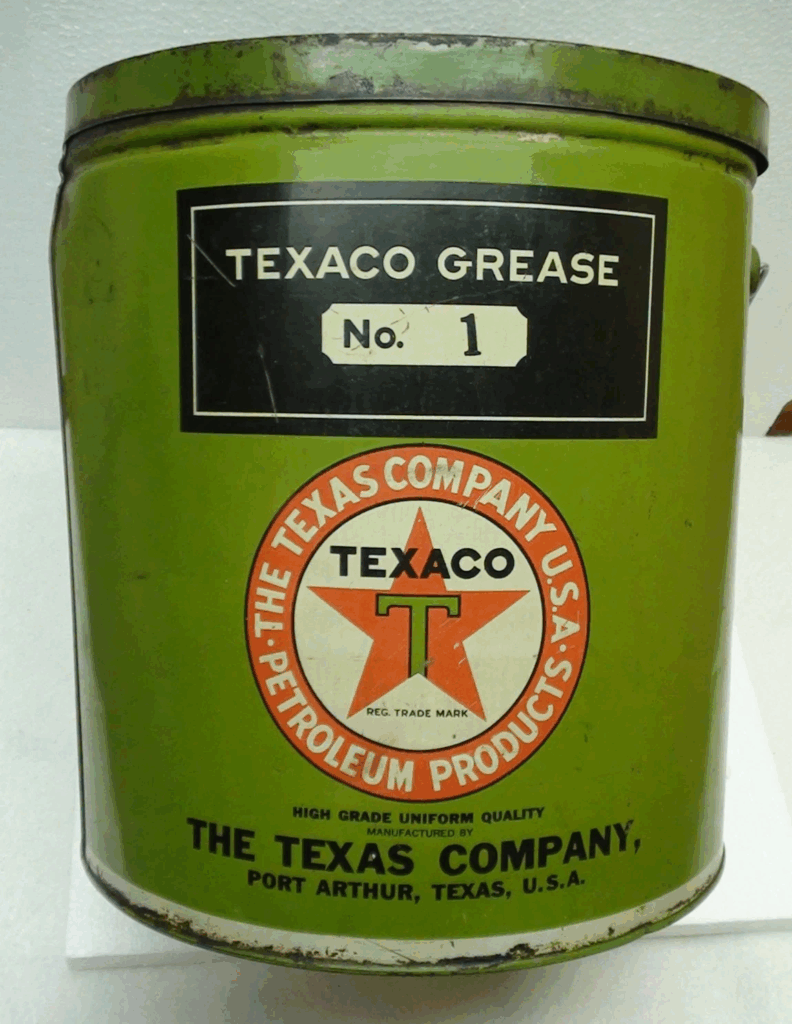 TEXACO GREASE
No. 1
THE TEXAS COMPANY U.S.A.
TEXACO
T
REG. TRADE MARK
PETROLEUM PRODUCTS
HIGH GRADE UNIFORM QUALITY
MANUFACTURED BY
THE TEXAS COMPANY,
PORT ARTHUR, TEXAS, U.S.A.